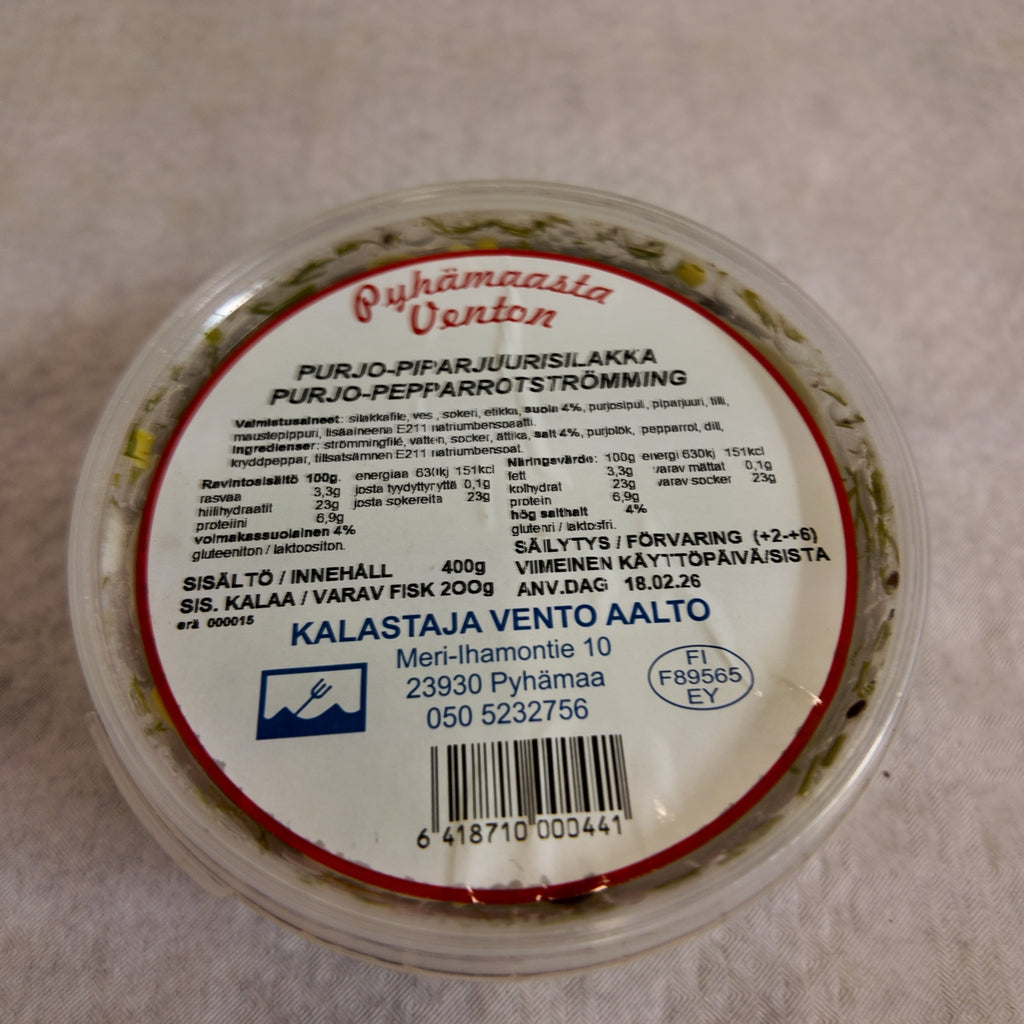 Pyhämaasta
Venton
PURJO-PIPARJUURISILAKKA
PURJO-PEPPARROTSTRÖMMING
Valmistusaineet: silakkafile, vesi, sokeri, etikka, suola 4%, purjosipuli, piparjuuri, tilli,
maustepippuri, lisäaineena E211 natriumbensoaatti.
Ingredienser: strömmingfilé, vatten, socker, ättika, salt 4%, purjolök, pepparrot, dill,
kryddpeppar, tillsatsämnen E211 natriumbensoat.
Ravintosisältö 100g. energiaa 630kj 151kcl
rasvaa 3,3g josta tyydyttynyttä 0,1g
hiilihydraatit 23g josta sokereita 23g
proteiini 6,9g
voimakassuolainen 4%
gluteeniton / laktoositon.
Näringsvärde: 100g energi 630kj 151kcl
fett 3,3g varav mättat 0,1g
kolhydrat 23g varav socker 23g
protein 6,9g
hög salthalt 4%
glutenfri / laktosfri.
SISÄLTÖ / INNEHÅLL 400g
SIS. KALAA / VARAV FISK 200g
erä 000015
SÄILYTYS / FÖRVARING (+2-+6)
VIIMEINEN KÄYTTÖPÄIVÄ/SISTA
ANV.DAG 18.02.26
KALASTAJA VENTO AALTO
Meri-Ihamontie 10
23930 Pyhämaa
050 5232756
FI
F89565
EY
6 418710 000441